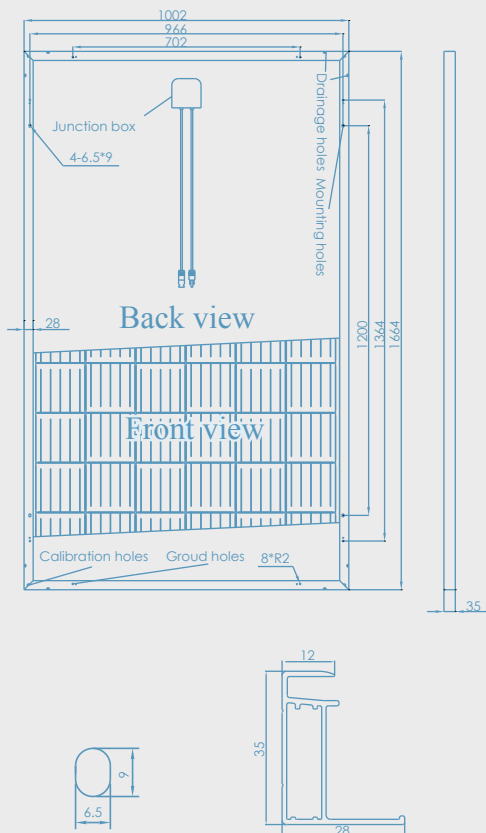 1002
966
702
Junction box
4-6.5*9
Drainage holes
Mounting holes
Back view
28
1200
1364
1664
Front view
Calibration holes
Groud holes
8*R2
35
12
35
9
6.5
28